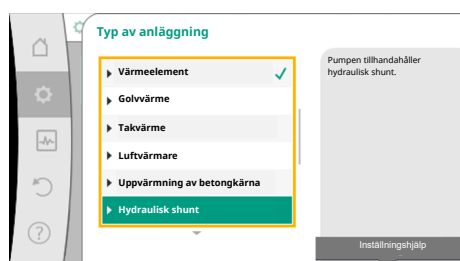 Typ av anläggning
Värmeelement
Golvvärme
Takvärme
Luftvärmare
Uppvärmning av betongkärna
Hydraulisk shunt
Pumpen tillhandahåller
hydraulisk shunt.
Inställningshjälp